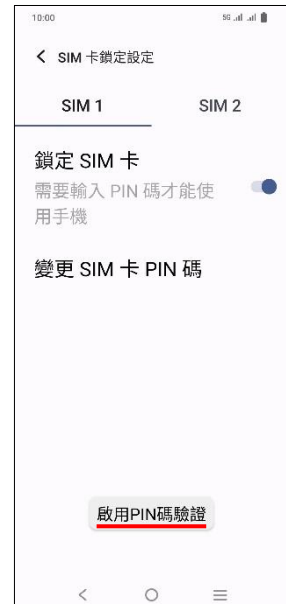 10:00
5G
SIM 卡鎖定設定
SIM 1
SIM 2
鎖定 SIM 卡
需要輸入 PIN 碼才能使
用手機
變更 SIM 卡 PIN 碼
啟用PIN碼驗證